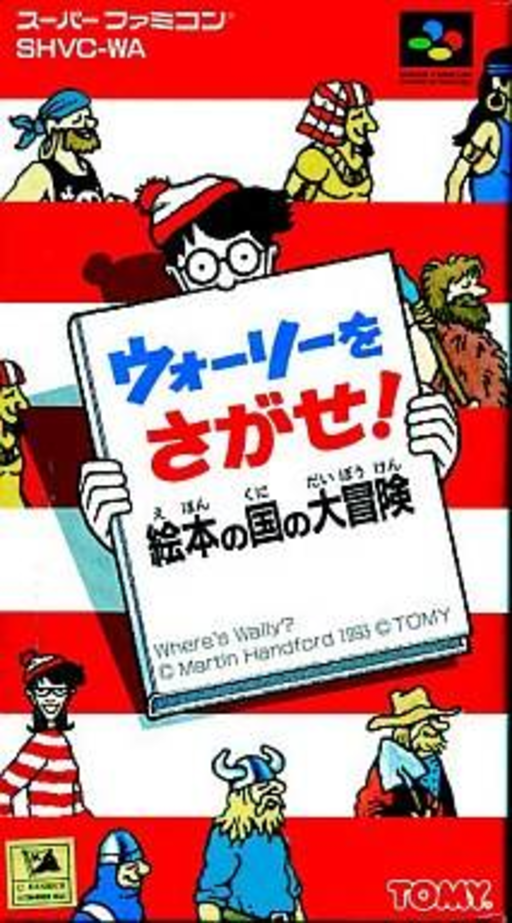 スーパーファミコン®
SHVC-WA
ウォーリーを
さがせ!
えほん くに だいぼうけん
絵本の国の大冒険
Where's Wally?
© Martin Handford 1993 © TOMY
TOMY.